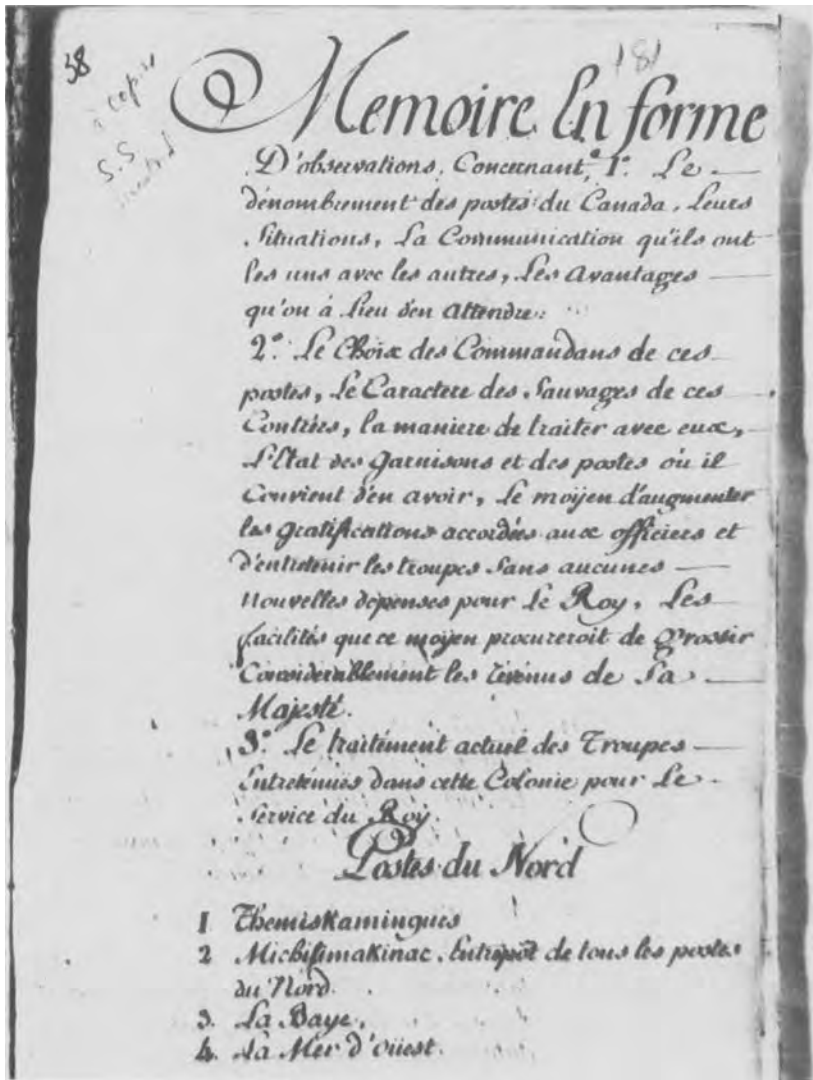 38
181
à Copier
S.S
Memoire En forme
D'observations, Concernant, 1.º Le
dénombrement des postes du Canada, Leurs
Situations, La Communication qu'ils ont
les uns avec les autres, Les Avantages
qu'on à Lieu d'en Attendre.
2.º Le Choix des Commandans de ces
postes, Le Caractere des Sauvages de ces
Contrées, la maniere de traiter avec eux,
L'Etat des Garnisons et des postes où il
Convient d'en avoir, Le moÿen d'augmenter
les Gratifications accordées aux officiers et
d'entretenir les troupes Sans aucunes
Nouvelles depenses pour Le Roy, Les
facilités que ce moÿen procureroit de Grossir
Considerablement les revenus de Sa
Majesté.
3.º Le traitement actuel des Troupes
Entretenues dans cette Colonie pour Le
Service du Roy.
Postes du Nord
1 Themiskamingues
2 Michilimakinac, Entrepôt de tous les postes
du Nord.
3. La Baye,
4. La Mer d'Oüest.